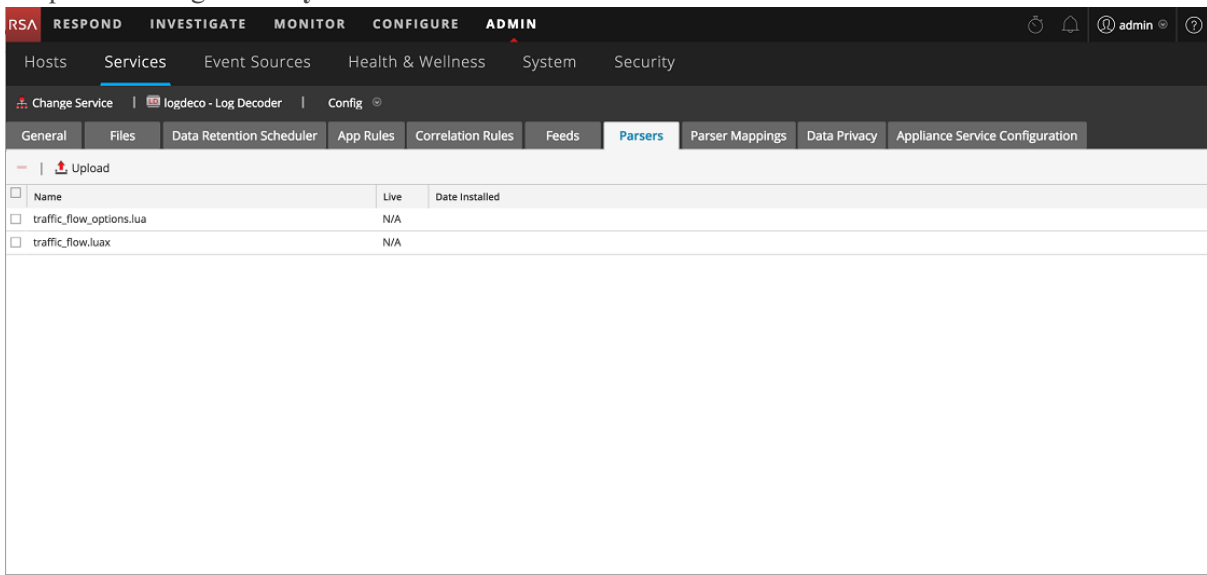 RSA RESPOND INVESTIGATE MONITOR CONFIGURE ADMIN admin ?
Hosts Services Event Sources Health & Wellness System Security
Change Service | logdeco - Log Decoder | Config
General Files Data Retention Scheduler App Rules Correlation Rules Feeds Parsers Parser Mappings Data Privacy Appliance Service Configuration
Upload
Name Live Date Installed
traffic_flow_options.lua N/A
traffic_flow.luax N/A